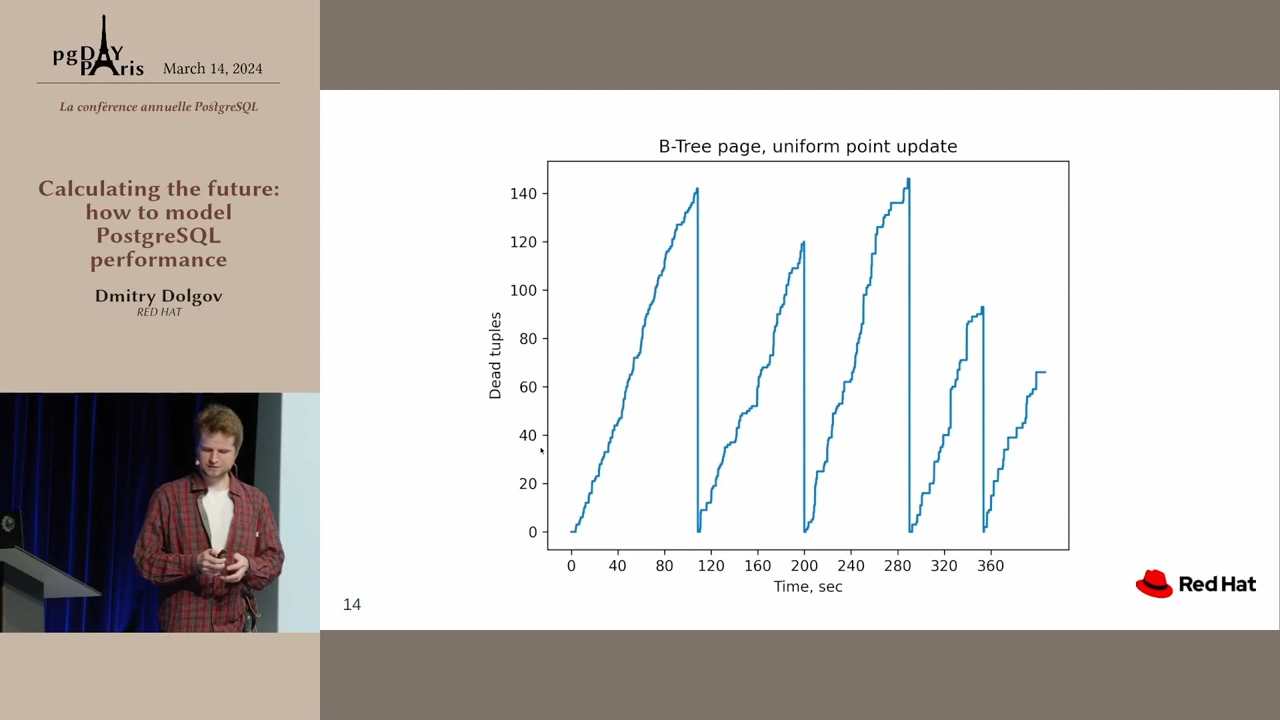 pgDAY
PAris
March 14, 2024
La conférence annuelle PostgreSQL
Calculating the future:
how to model
PostgreSQL
performance
Dmitry Dolgov
RED HAT
B-Tree page, uniform point update
Dead tuples
140
120
100
80
60
40
20
0
0 40 80 120 160 200 240 280 320 360
Time, sec
14
Red Hat